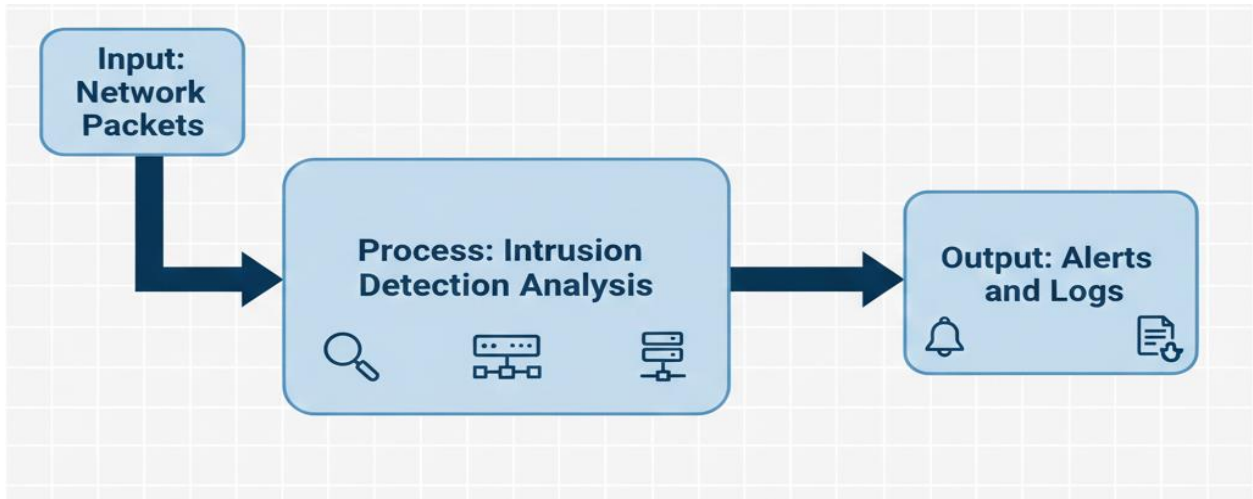 Input:
Network
Packets
Process: Intrusion
Detection Analysis
Output: Alerts
and Logs